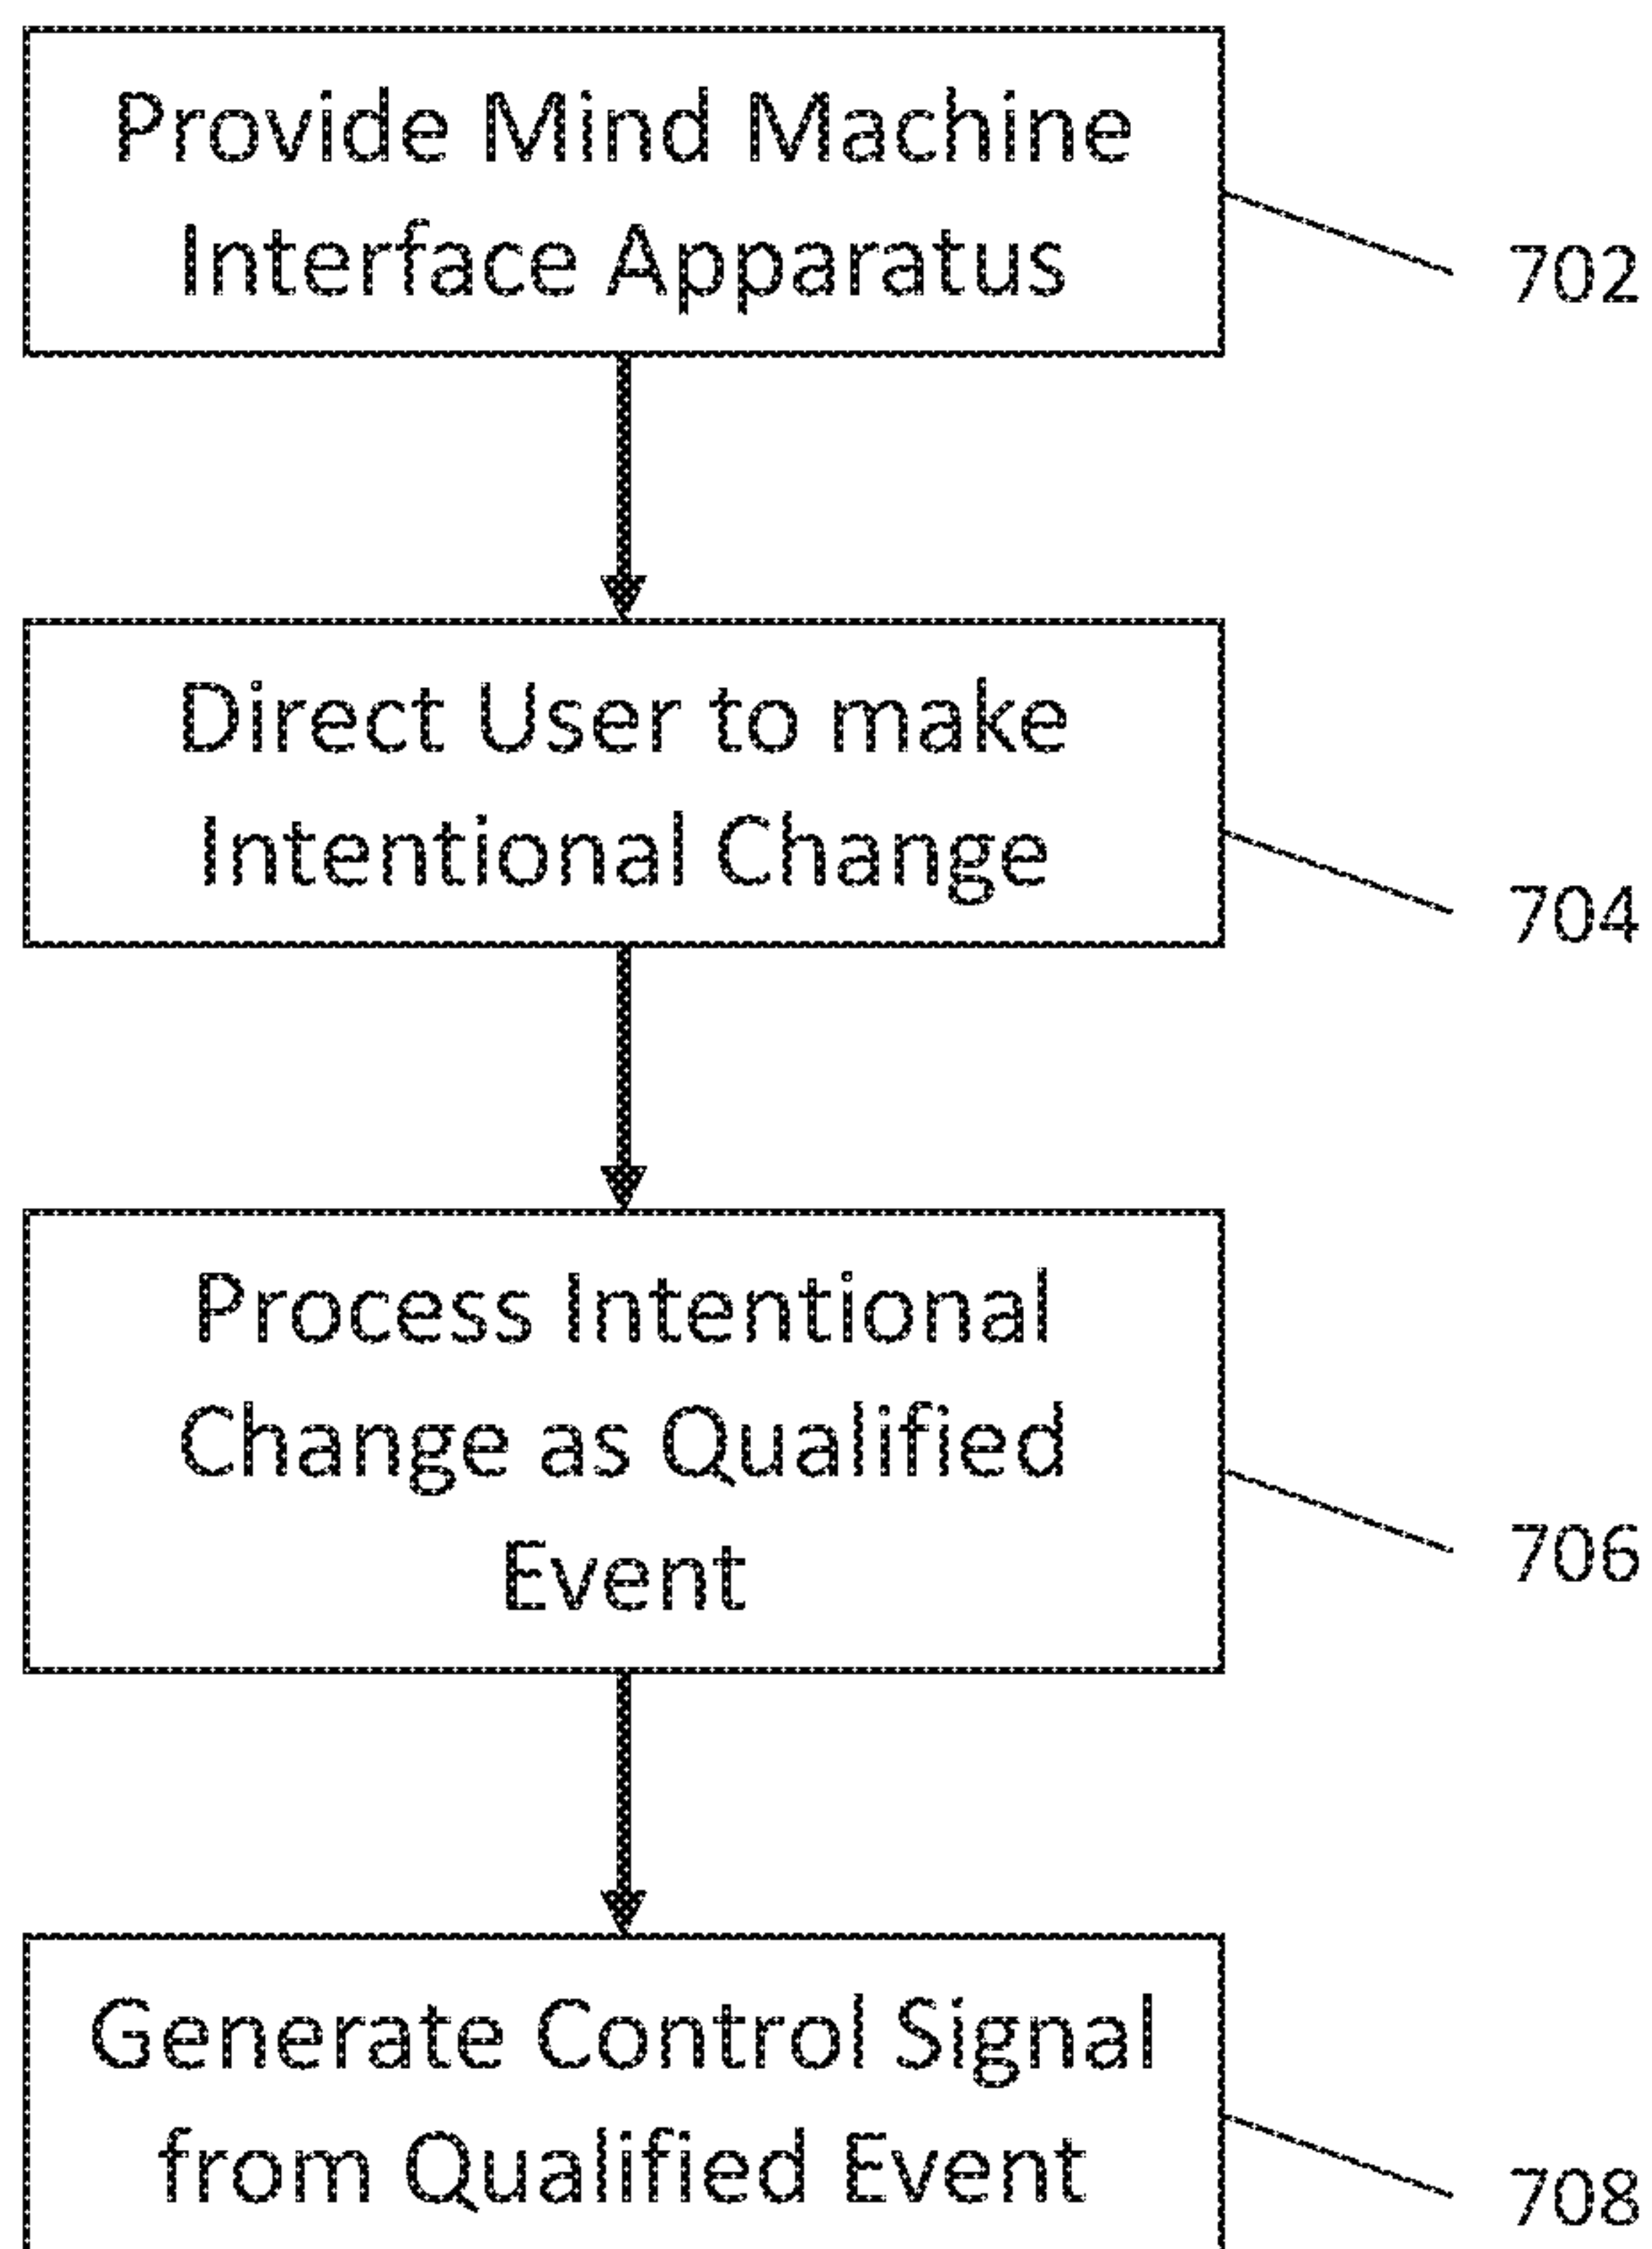 Provide Mind Machine
Interface Apparatus
702
Direct User to make
Intentional Change
704
Process Intentional
Change as Qualified
Event
706
Generate Control Signal
from Qualified Event
708